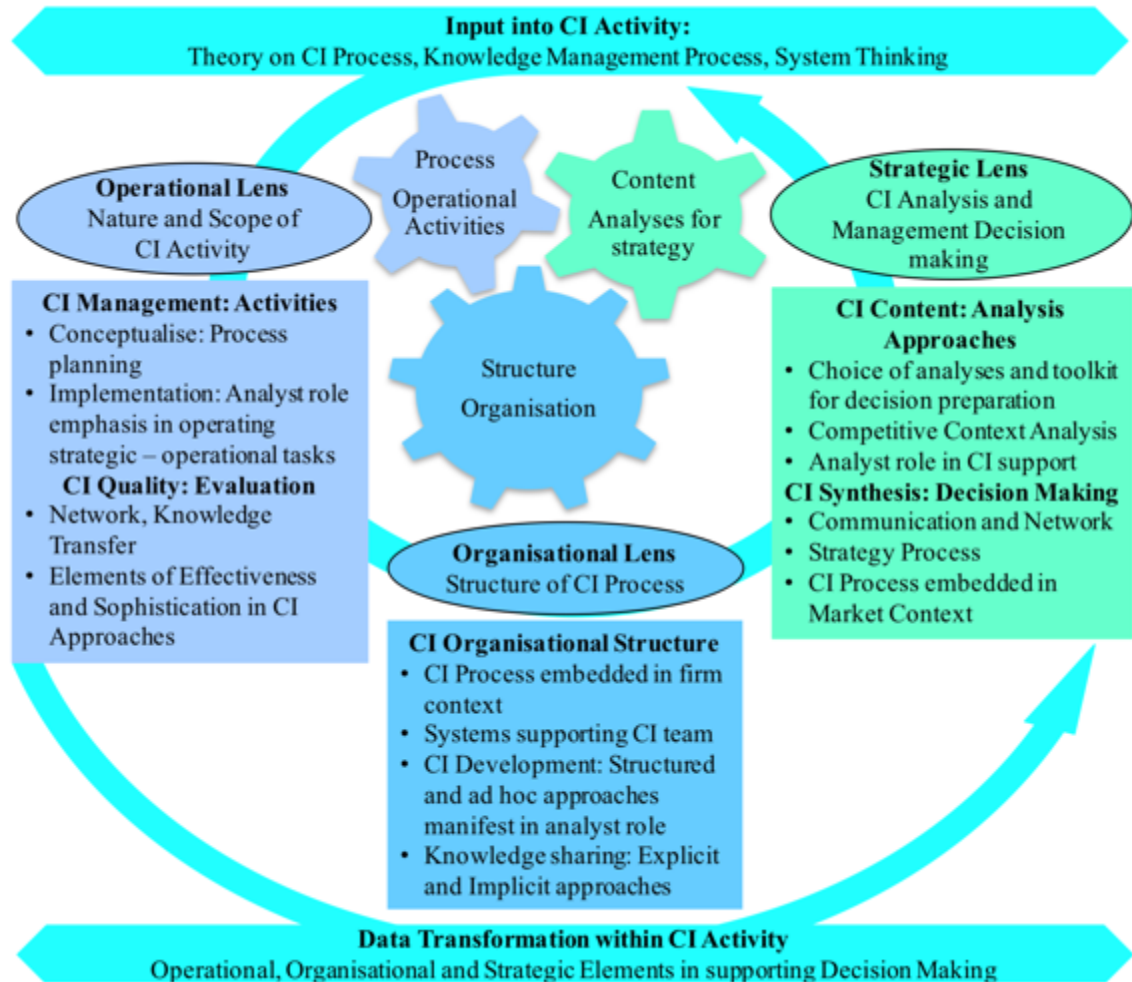 Input into CI Activity:
Theory on CI Process, Knowledge Management Process, System Thinking
Process
Operational
Activities
Content
Analyses for
strategy
Structure
Organisation
Operational Lens
Nature and Scope of
CI Activity
Strategic Lens
CI Analysis and
Management Decision
making
CI Management: Activities
• Conceptualise: Process
planning
• Implementation: Analyst role
emphasis in operating
strategic – operational tasks
CI Quality: Evaluation
• Network, Knowledge
Transfer
• Elements of Effectiveness
and Sophistication in CI
Approaches
Organisational Lens
Structure of CI Process
CI Organisational Structure
• CI Process embedded in firm
context
• Systems supporting CI team
• CI Development: Structured
and ad hoc approaches
manifest in analyst role
• Knowledge sharing: Explicit
and Implicit approaches
CI Content: Analysis
Approaches
• Choice of analyses and toolkit
for decision preparation
• Competitive Context Analysis
• Analyst role in CI support
CI Synthesis: Decision Making
• Communication and Network
• Strategy Process
• CI Process embedded in
Market Context
Data Transformation within CI Activity
Operational, Organisational and Strategic Elements in supporting Decision Making